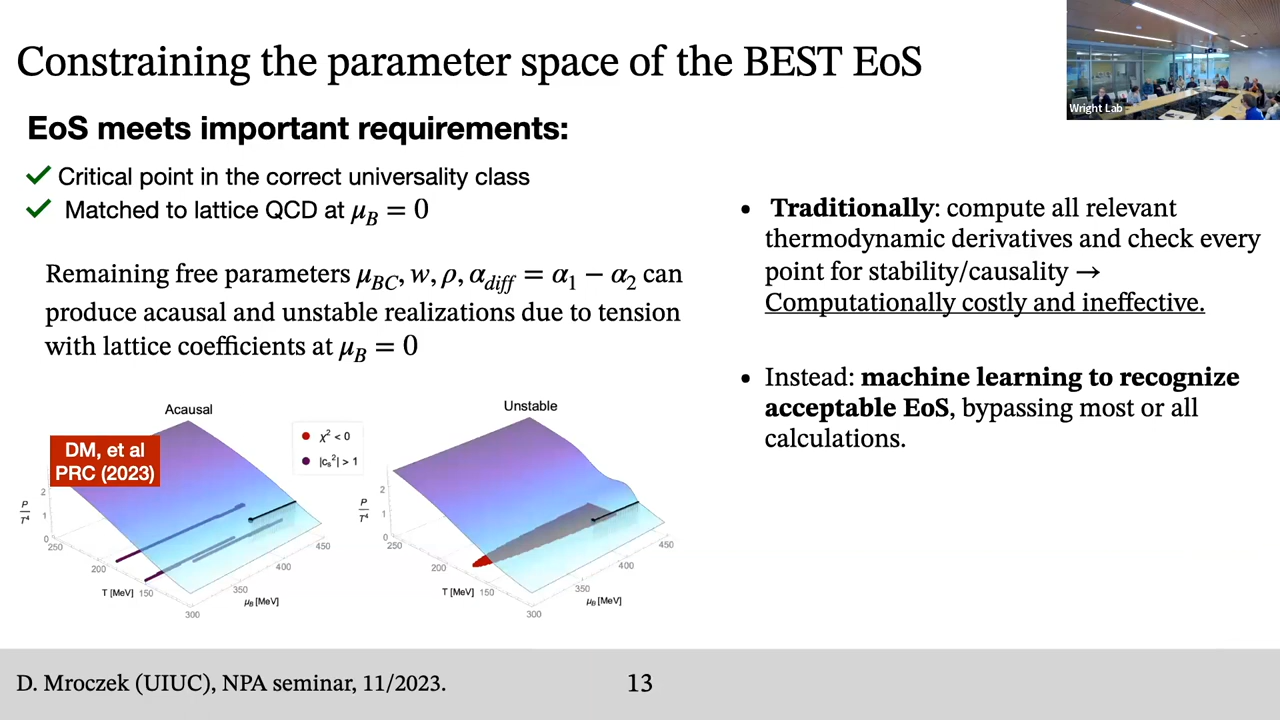 Constraining the parameter space of the BEST EoS
Wright Lab
EoS meets important requirements:
✓ Critical point in the correct universality class
✓ Matched to lattice QCD at μ_B = 0
Remaining free parameters μ_BC, w, ρ, α_diff = α_1 − α_2 can
produce acausal and unstable realizations due to tension
with lattice coefficients at μ_B = 0
• Traditionally: compute all relevant
thermodynamic derivatives and check every
point for stability/causality →
Computationally costly and ineffective.
• Instead: machine learning to recognize
acceptable EoS, bypassing most or all
calculations.
Acausal
DM, et al
PRC (2023)
P/T⁴
2
1
0
250
200
150
T [MeV]
300
350
400
450
μ_B [MeV]
χ² < 0
|c_s²| > 1
Unstable
P/T⁴
2
1
0
250
200
150
T [MeV]
300
350
400
450
μ_B [MeV]
D. Mroczek (UIUC), NPA seminar, 11/2023.
13